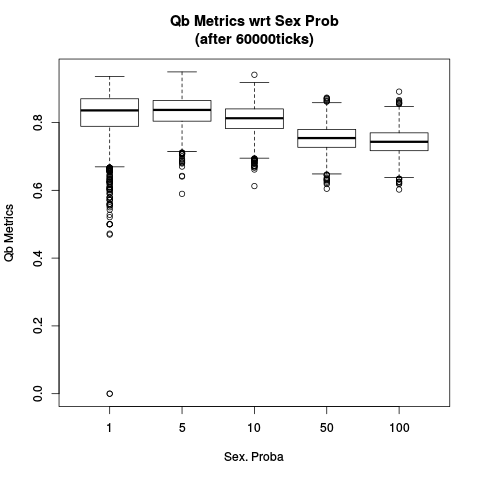 Qb Metrics wrt Sex Prob
(after 60000ticks)
Qb Metrics
0.8
0.6
0.4
0.2
0.0
1 5 10 50 100
Sex. Proba